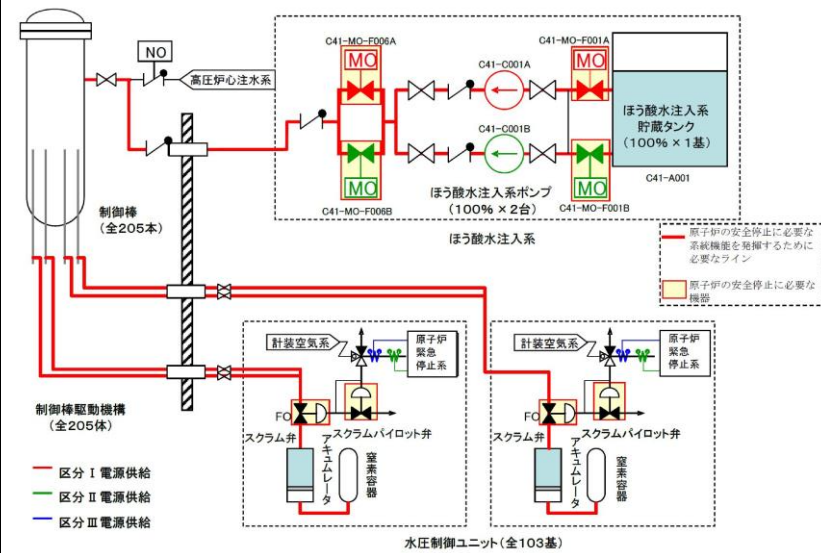 C41-MO-F006A
C41-MO-F001A
NO
MO
C41-C001A
MO
高圧炉心注水系
ほう酸水注入系
貯蔵タンク
(100%×1基)
C41-C001B
MO
MO
ほう酸水注入系ポンプ
(100%×2台)
C41-A001
C41-MO-F006B
C41-MO-F001B
制御棒
(全205本)
ほう酸水注入系
原子炉の安全停止に必要な
系統機能を発揮するために
必要なライン
原子炉の安全停止に必要な
機器
計装空気系
原子炉
緊急
停止系
計装空気系
原子炉
緊急
停止系
制御棒駆動機構
(全205体)
FO
スクラム弁
スクラムパイロット弁
アキュムレータ
窒素容器
FO
スクラム弁
スクラムパイロット弁
アキュムレータ
窒素容器
区分Ⅰ電源供給
区分Ⅱ電源供給
区分Ⅲ電源供給
水圧制御ユニット(全103基)